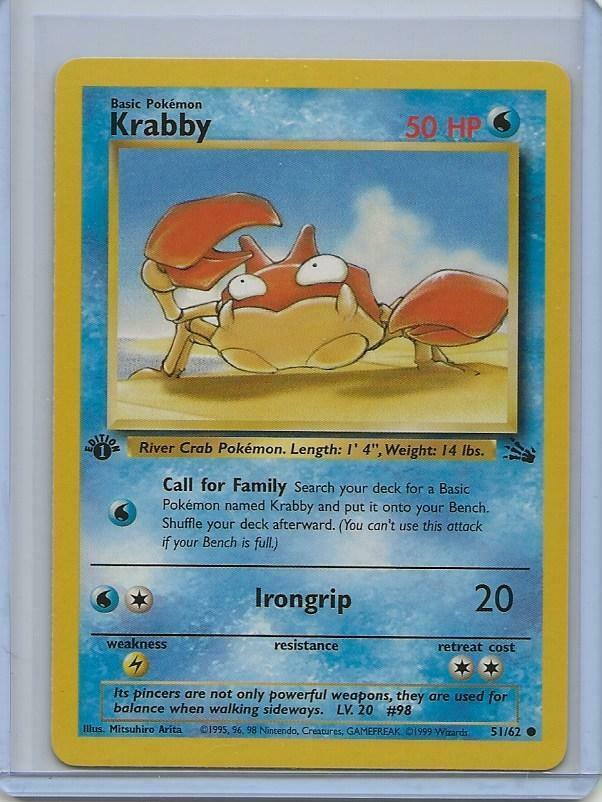 Basic Pokémon
Krabby
50 HP
EDITION
1
River Crab Pokémon. Length: 1' 4", Weight: 14 lbs.
Call for Family Search your deck for a Basic
Pokémon named Krabby and put it onto your Bench.
Shuffle your deck afterward. (You can't use this attack
if your Bench is full.)
Irongrip 20
weakness resistance retreat cost
Its pincers are not only powerful weapons, they are used for
balance when walking sideways. LV. 20 #98
Illus. Mitsuhiro Arita ©1995, 96, 98 Nintendo, Creatures, GAMEFREAK. ©1999 Wizards. 51/62